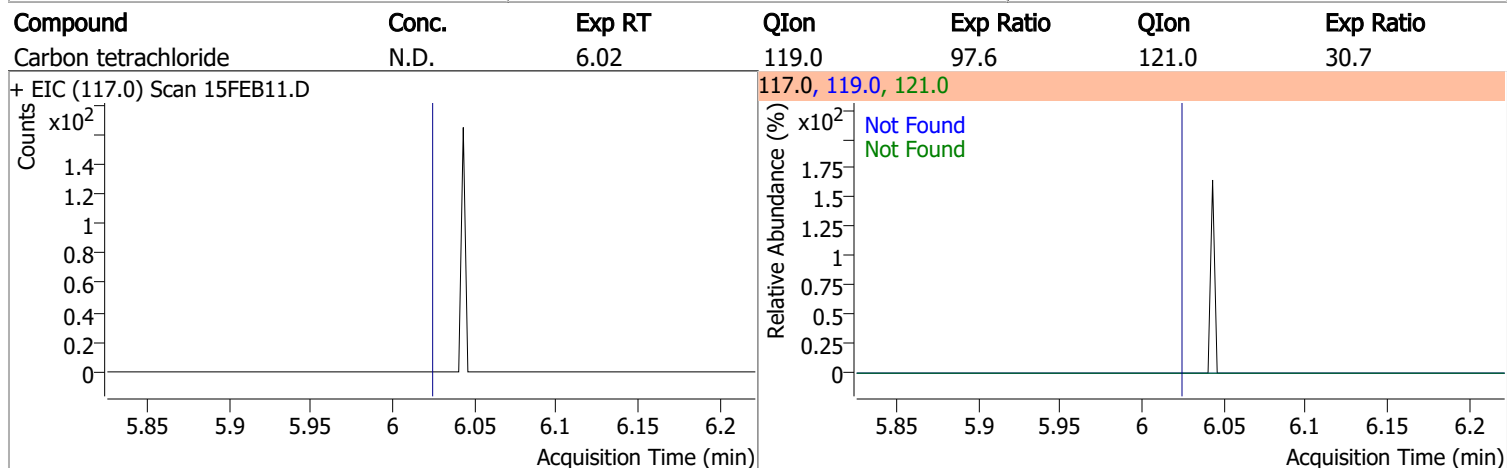 Compound Conc. Exp RT QIon Exp Ratio QIon Exp Ratio
Carbon tetrachloride N.D. 6.02 119.0 97.6 121.0 30.7
+ EIC (117.0) Scan 15FEB11.D
Counts
x10²
1.4
1.2
1
0.8
0.6
0.4
0.2
0
5.85 5.9 5.95 6 6.05 6.1 6.15 6.2
Acquisition Time (min)
117.0, 119.0, 121.0
Relative Abundance (%)
x10²
Not Found
Not Found
1.75
1.5
1.25
1
0.75
0.5
0.25
0
5.85 5.9 5.95 6 6.05 6.1 6.15 6.2
Acquisition Time (min)